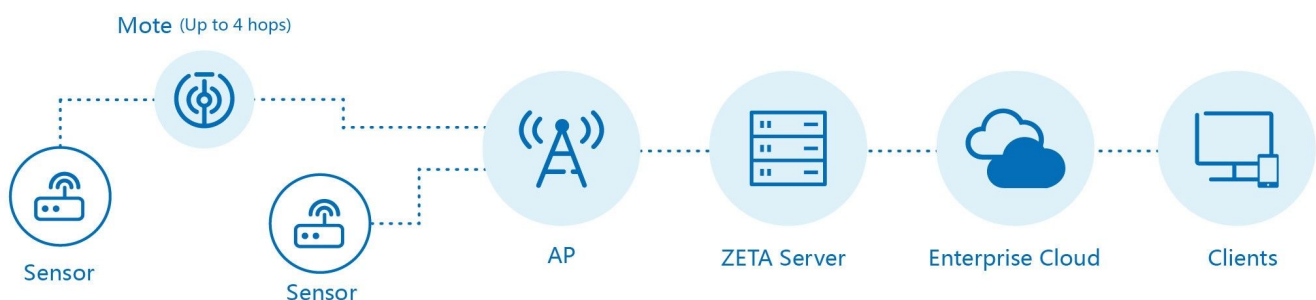 Mote (Up to 4 hops)
Sensor
Sensor
AP
ZETA Server
Enterprise Cloud
Clients